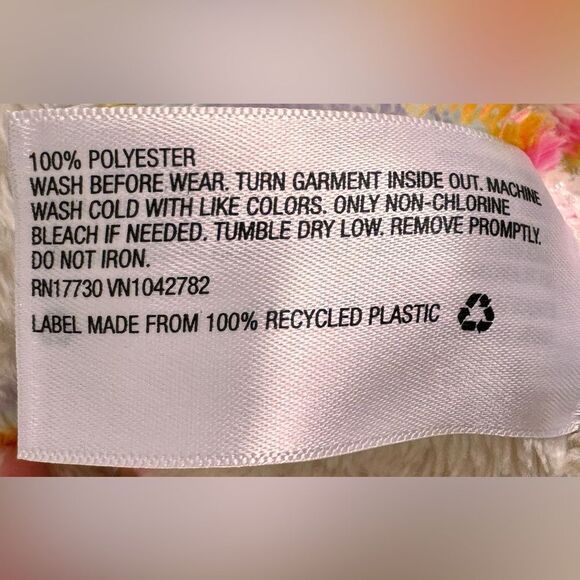 100% POLYESTER
WASH BEFORE WEAR. TURN GARMENT INSIDE OUT. MACHINE
WASH COLD WITH LIKE COLORS. ONLY NON-CHLORINE
BLEACH IF NEEDED. TUMBLE DRY LOW. REMOVE PROMPTLY.
DO NOT IRON.
RN17730 VN1042782
LABEL MADE FROM 100% RECYCLED PLASTIC